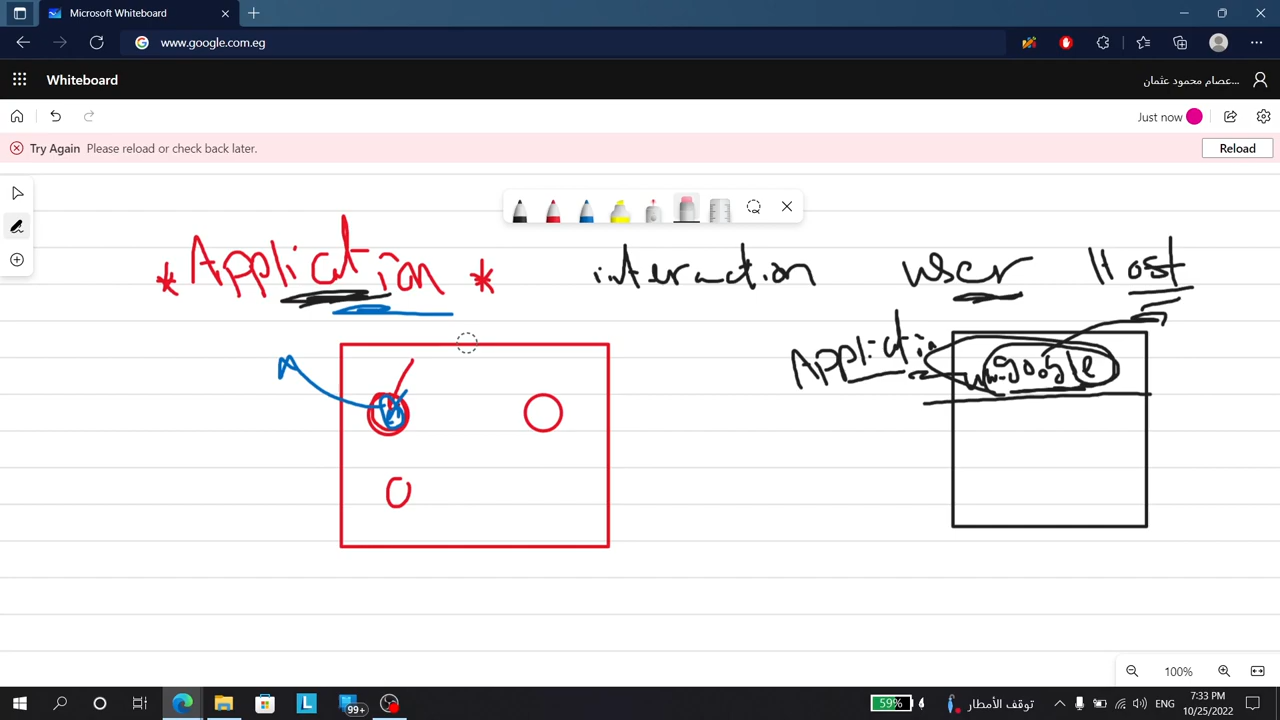 Microsoft Whiteboard
www.google.com.eg
Whiteboard
عصام محمود عثمان...
Just now
Try Again Please reload or check back later.
Reload
* Application * interaction user Host
Applicatin
www.google
100%
L
99+
59%
توقف الأمطار
ENG
7:33 PM
10/25/2022